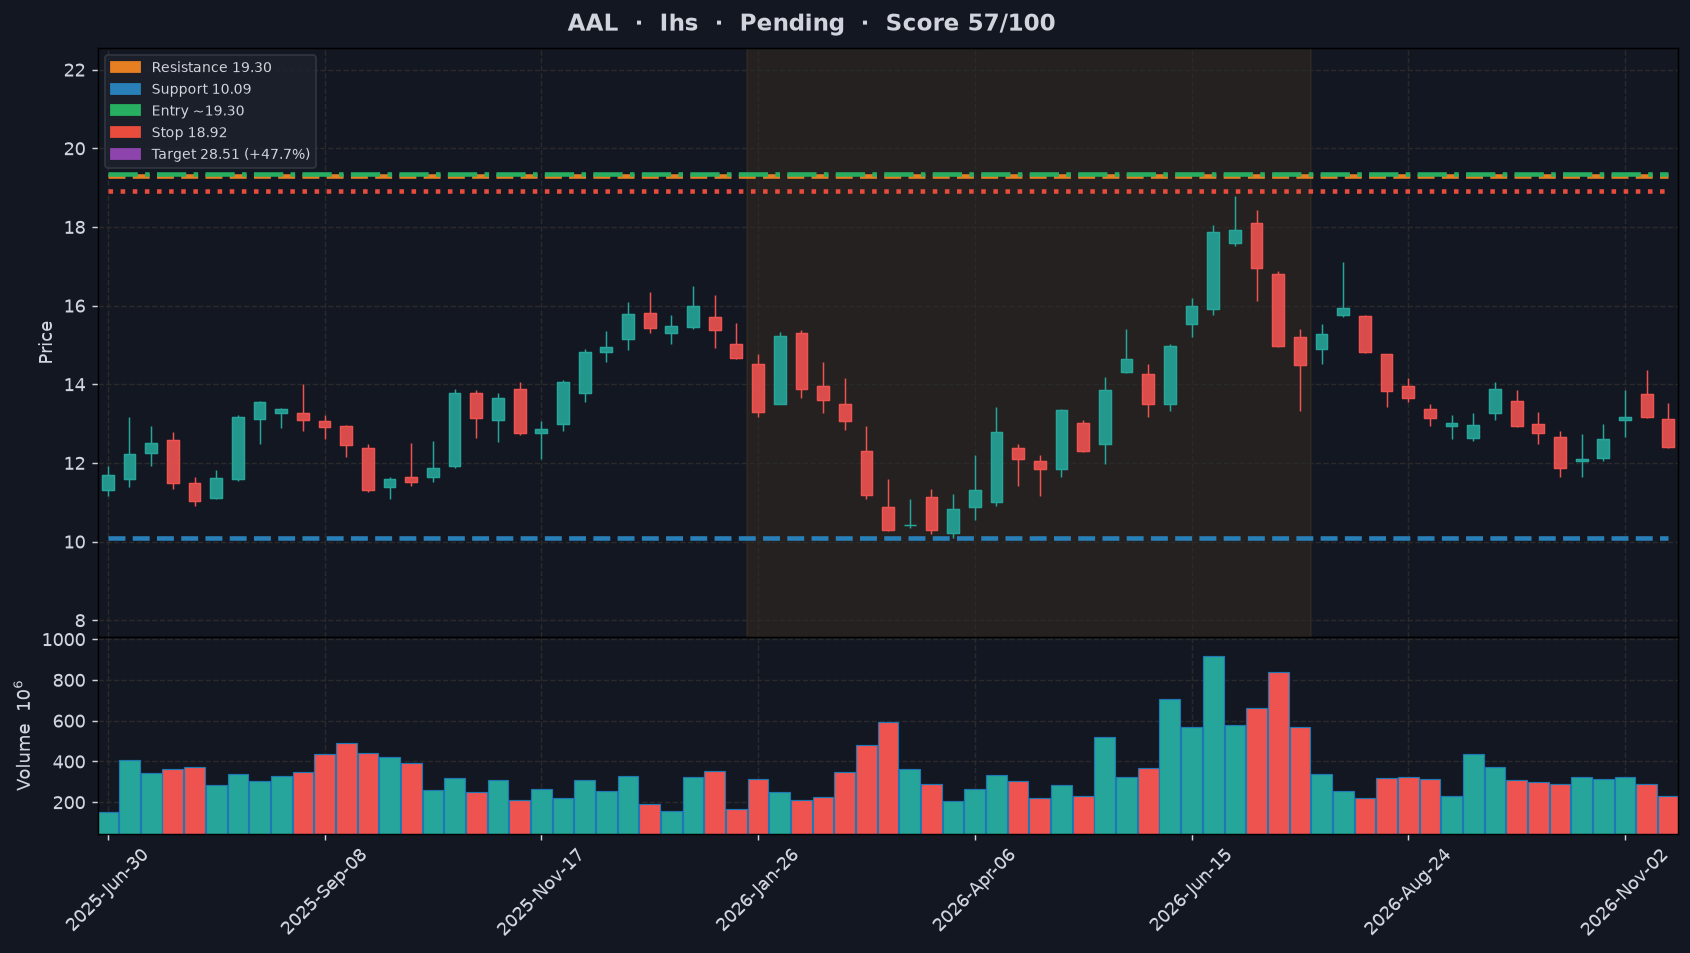 AAL · Ihs · Pending · Score 57/100
Resistance 19.30
Support 10.09
Entry ~19.30
Stop 18.92
Target 28.51 (+47.7%)
Price
22
20
18
16
14
12
10
8
Volume 10⁶
1000
800
600
400
200
2025-Jun-30
2025-Sep-08
2025-Nov-17
2026-Jan-26
2026-Apr-06
2026-Jun-15
2026-Aug-24
2026-Nov-02